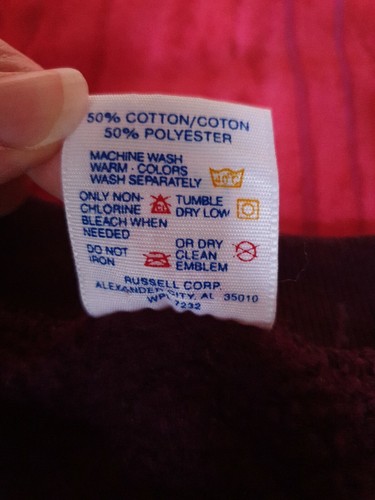 50% COTTON/COTON
50% POLYESTER
MACHINE WASH
WARM - COLORS
WASH SEPARATELY
ONLY NON-
CHLORINE
BLEACH WHEN
NEEDED
TUMBLE
DRY LOW
DO NOT
IRON
OR DRY
CLEAN
EMBLEM
RUSSELL CORP.
ALEXANDER CITY, AL 35010
7232